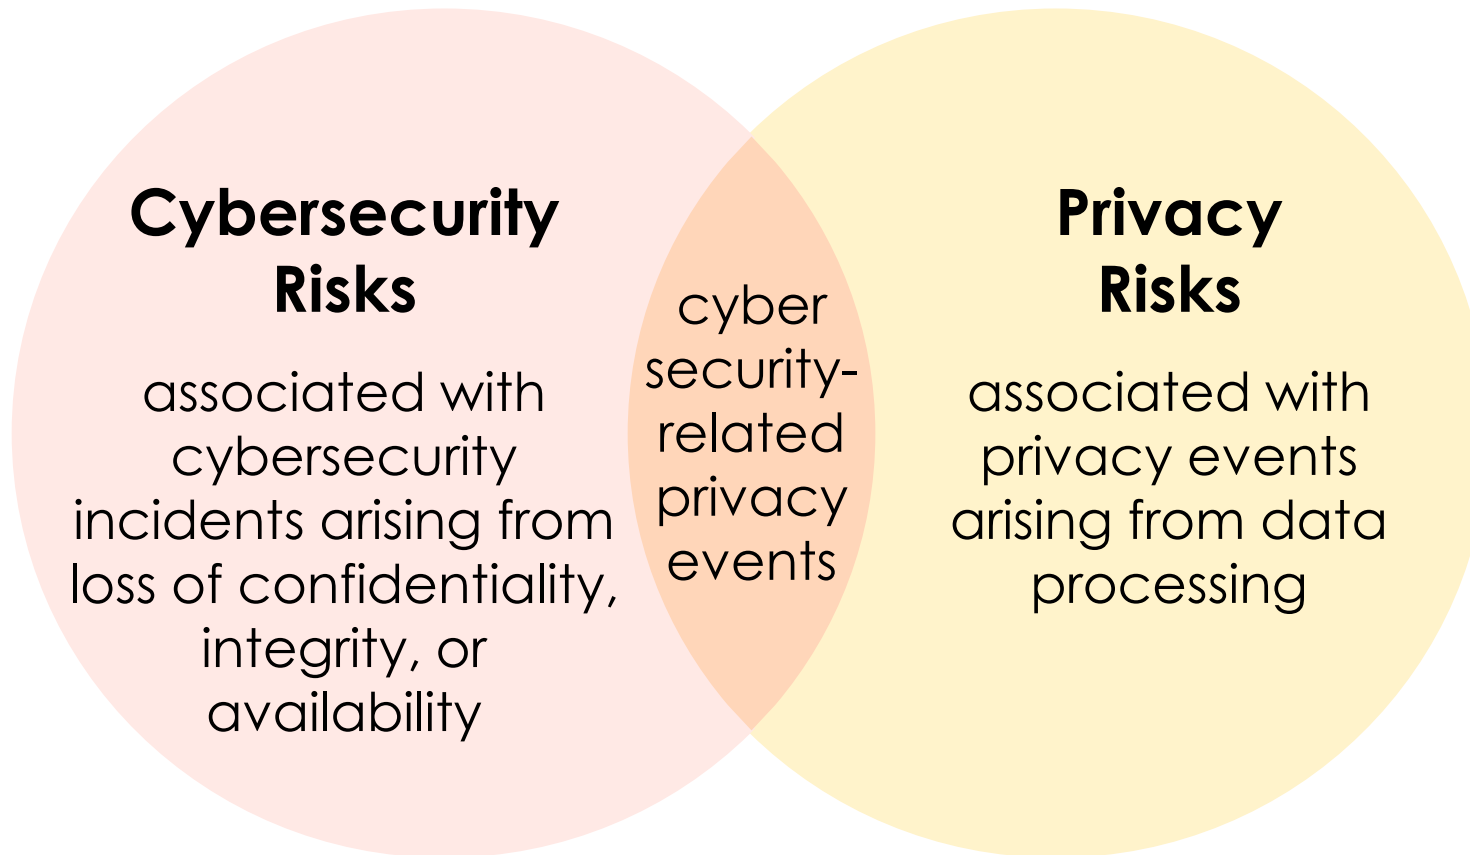 Cybersecurity
Risks
associated with
cybersecurity
incidents arising from
loss of confidentiality,
integrity, or
availability
cyber
security-
related
privacy
events
Privacy
Risks
associated with
privacy events
arising from data
processing